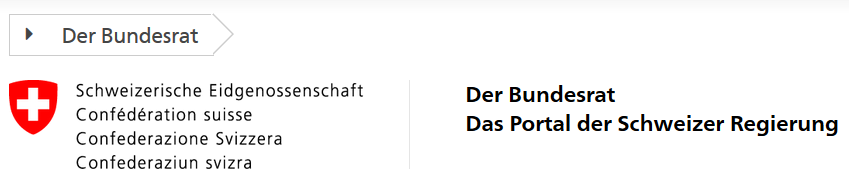 Der Bundesrat
Schweizerische Eidgenossenschaft
Confédération suisse
Confederazione Svizzera
Confederaziun svizra
Der Bundesrat
Das Portal der Schweizer Regierung